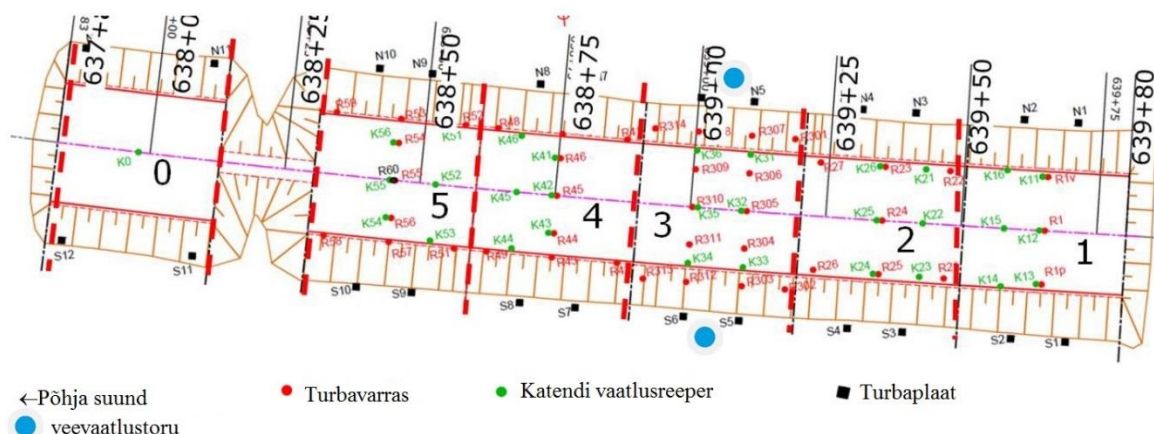 637+
638+0
+00
638+25
638+50
638+75
639+00
639+25
639+50
639+75
639+80
N11
N10
N9
N8
N5
N3
N2
N1
R59
R53
R52
R48
R314
R307
R301
K56
R54
K51
K46
K41
R46
K36
R309
K31
R306
R27
K26
R23
K21
R22
K16
K11
R1v
K0
R60
K55
R55
K52
K45
K42
R45
R310
K35
K32
R305
K25
R24
K22
K15
K12
R1
0
5
4
3
2
1
K54
R56
K53
K43
R44
K44
R311
K34
R304
K33
R26
K24
R25
K23
K14
K13
R1p
R58
R57
R51
R49
R43
R313
R312
R303
R302
S12
S11
S10
S9
S8
S7
S6
S5
S4
S3
S2
S1
←Põhja suund
Turbavarras
Katendi vaatlusreeper
Turbaplaat
veevaatlustoru